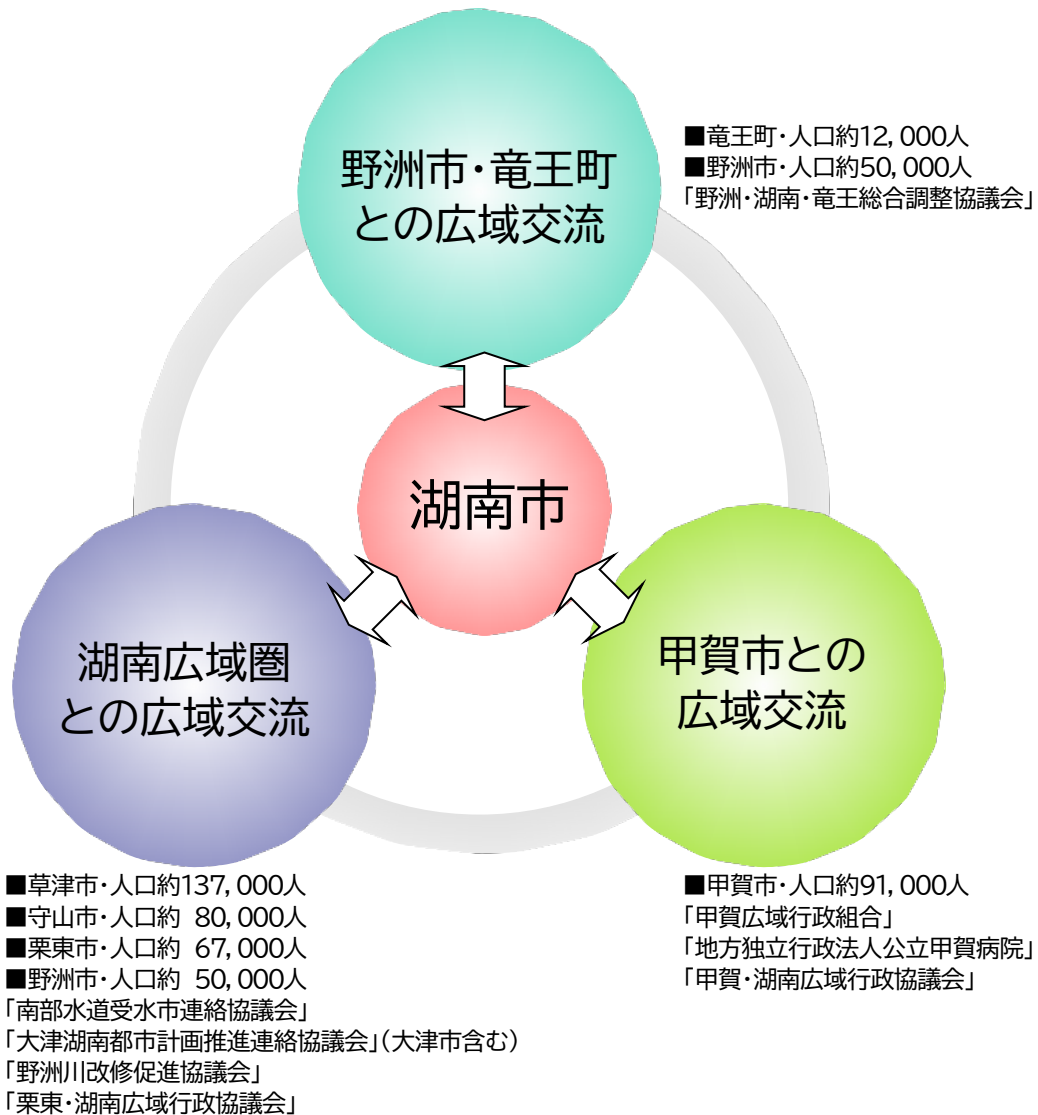 野洲市・竜王町
との広域交流
■竜王町・人口約12,000人
■野洲市・人口約50,000人
「野洲・湖南・竜王総合調整協議会」
湖南市
湖南広域圏
との広域交流
甲賀市との
広域交流
■草津市・人口約137,000人
■守山市・人口約 80,000人
■栗東市・人口約 67,000人
■野洲市・人口約 50,000人
「南部水道受水市連絡協議会」
「大津湖南都市計画推進連絡協議会」(大津市含む)
「野洲川改修促進協議会」
「栗東・湖南広域行政協議会」
■甲賀市・人口約91,000人
「甲賀広域行政組合」
「地方独立行政法人公立甲賀病院」
「甲賀・湖南広域行政協議会」